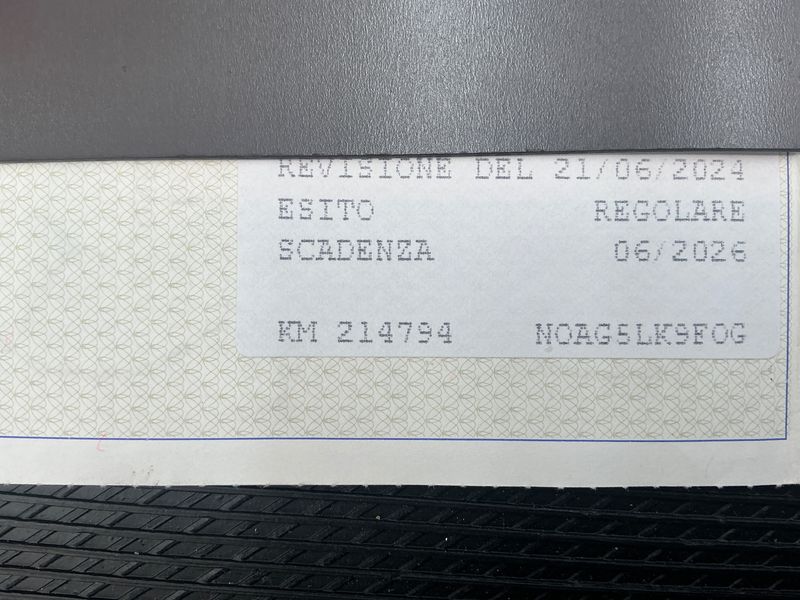 REVISIONE DEL 21/06/2024
ESITO REGOLARE
SCADENZA 06/2026
KM 214794 NOAG5LK9FOG